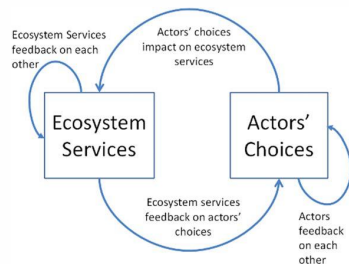 Ecosystem Services
feedback on each
other
Actors' choices
impact on ecosystem
services
Ecosystem
Services
Actors'
Choices
Ecosystem services
feedback on actors'
choices
Actors
feedback
on each
other